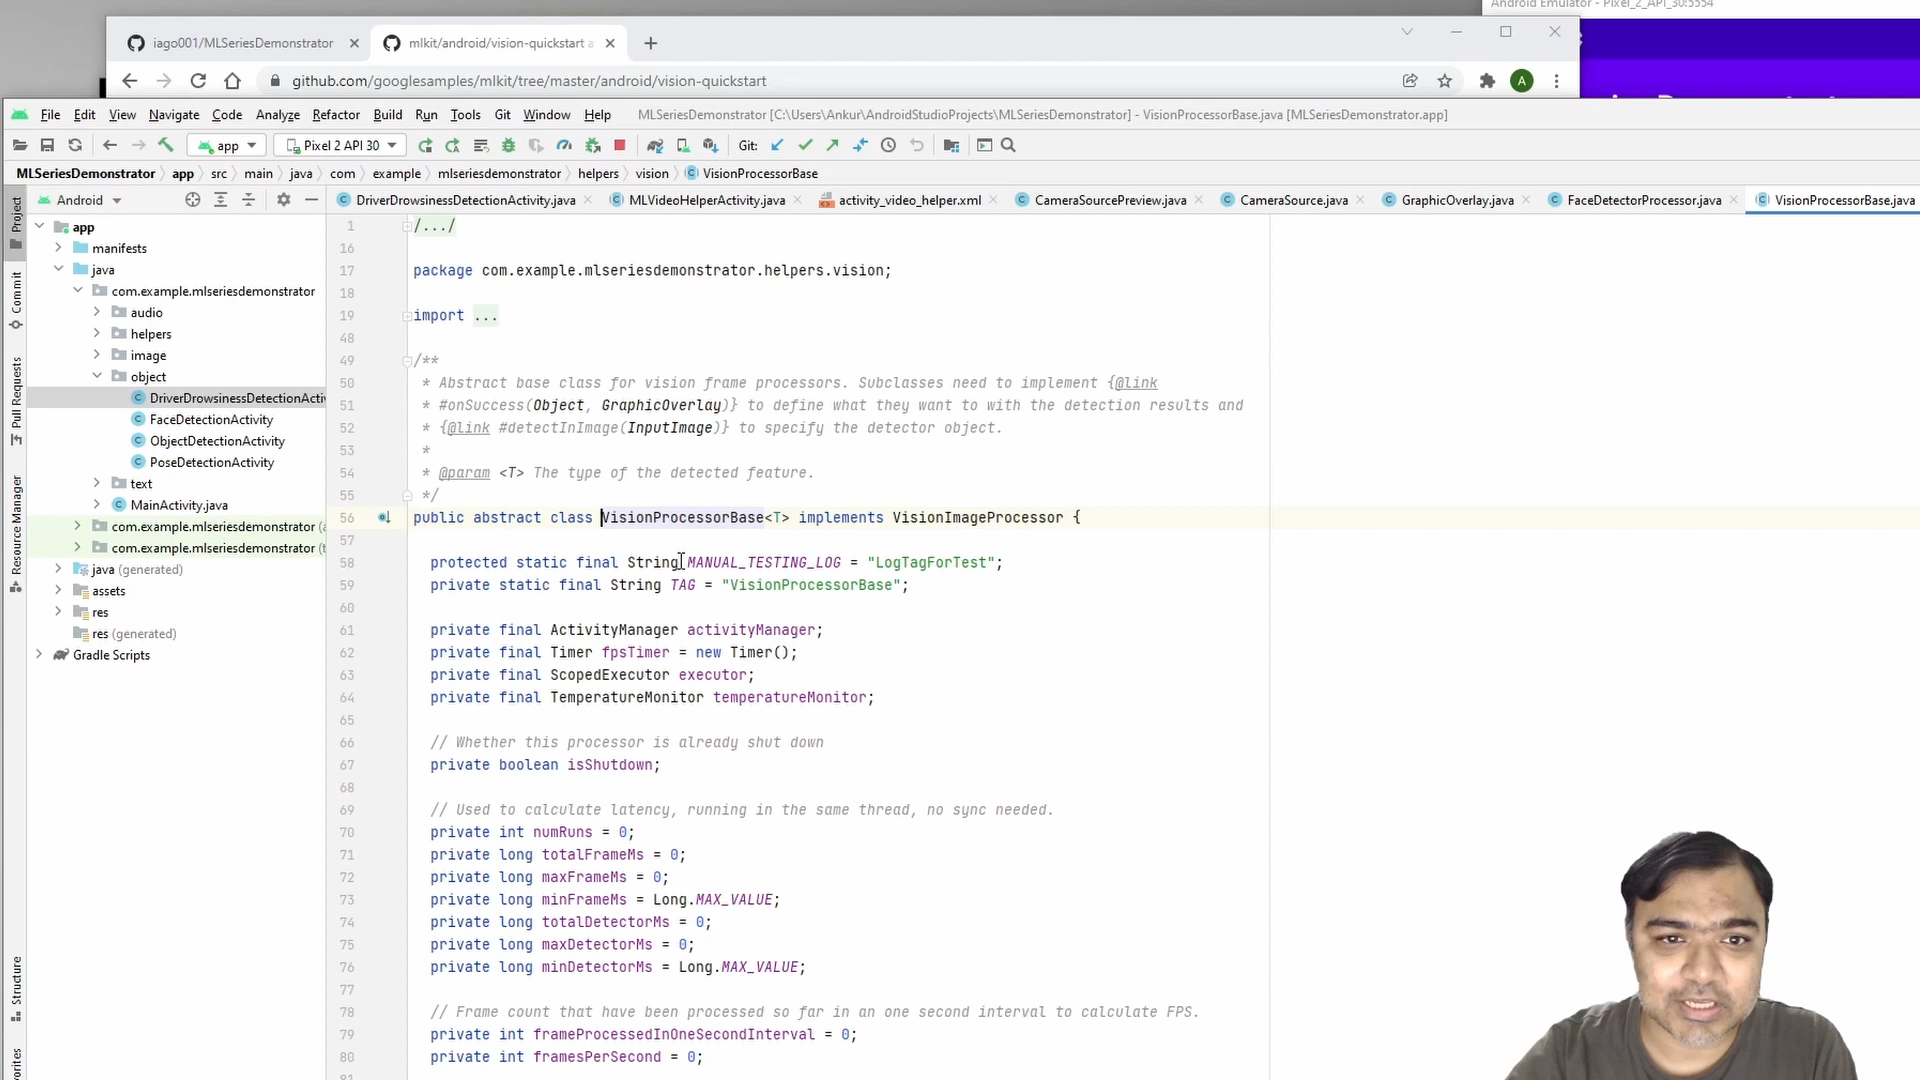 Android Emulator - Pixel_2_API_30:5554
iago001/MLSeriesDemonstrator
mlkit/android/vision-quickstart a
github.com/googlesamples/mlkit/tree/master/android/vision-quickstart
A
File Edit View Navigate Code Analyze Refactor Build Run Tools Git Window Help MLSeriesDemonstrator [C:\Users\Ankur\AndroidStudioProjects\MLSeriesDemonstrator] - VisionProcessorBase.java [MLSeriesDemonstrator.app]
app Pixel 2 API 30 Git:
MLSeriesDemonstrator app src main java com example mlseriesdemonstrator helpers vision VisionProcessorBase
Android
DriverDrowsinessDetectionActivity.java MLVideoHelperActivity.java activity_video_helper.xml CameraSourcePreview.java CameraSource.java GraphicOverlay.java FaceDetectorProcessor.java VisionProcessorBase.java
Project
Commit
Pull Requests
Resource Manager
Structure
app
manifests
java
com.example.mlseriesdemonstrator
audio
helpers
image
object
DriverDrowsinessDetectionActiv
FaceDetectionActivity
ObjectDetectionActivity
PoseDetectionActivity
text
MainActivity.java
com.example.mlseriesdemonstrator (a
com.example.mlseriesdemonstrator (t
java (generated)
assets
res
res (generated)
Gradle Scripts
1 /.../
16
17 package com.example.mlseriesdemonstrator.helpers.vision;
18
19 import ...
48
49 /**
50 * Abstract base class for vision frame processors. Subclasses need to implement {@link
51 * #onSuccess(Object, GraphicOverlay)} to define what they want to with the detection results and
52 * {@link #detectInImage(InputImage)} to specify the detector object.
53 *
54 * @param <T> The type of the detected feature.
55 */
56 public abstract class VisionProcessorBase<T> implements VisionImageProcessor {
57
58 protected static final String MANUAL_TESTING_LOG = "LogTagForTest";
59 private static final String TAG = "VisionProcessorBase";
60
61 private final ActivityManager activityManager;
62 private final Timer fpsTimer = new Timer();
63 private final ScopedExecutor executor;
64 private final TemperatureMonitor temperatureMonitor;
65
66 // Whether this processor is already shut down
67 private boolean isShutdown;
68
69 // Used to calculate latency, running in the same thread, no sync needed.
70 private int numRuns = 0;
71 private long totalFrameMs = 0;
72 private long maxFrameMs = 0;
73 private long minFrameMs = Long.MAX_VALUE;
74 private long totalDetectorMs = 0;
75 private long maxDetectorMs = 0;
76 private long minDetectorMs = Long.MAX_VALUE;
77
78 // Frame count that have been processed so far in an one second interval to calculate FPS.
79 private int frameProcessedInOneSecondInterval = 0;
80 private int framesPerSecond = 0;